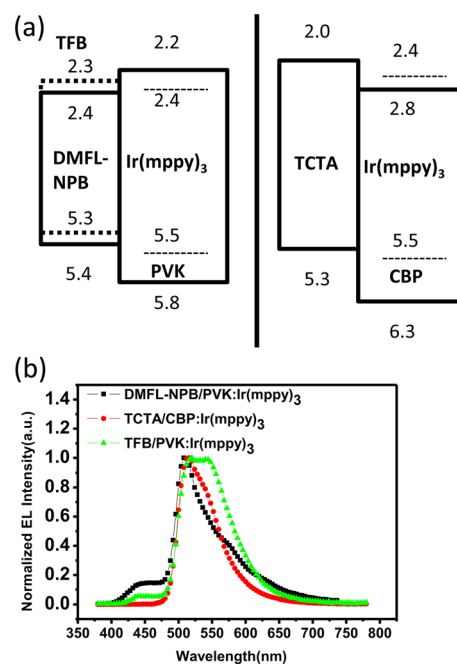 (a)
TFB
2.3
2.4
DMFL-
NPB
5.3
5.4
2.2
2.4
Ir(mppy)3
5.5
PVK
5.8
2.0
TCTA
5.3
2.4
2.8
Ir(mppy)3
5.5
CBP
6.3
(b)
Normalized EL Intensity(a.u.)
1.4
1.2
1.0
0.8
0.6
0.4
0.2
0.0
DMFL-NPB/PVK:Ir(mppy)3
TCTA/CBP:Ir(mppy)3
TFB/PVK:Ir(mppy)3
350 400 450 500 550 600 650 700 750 800
Wavelength(nm)